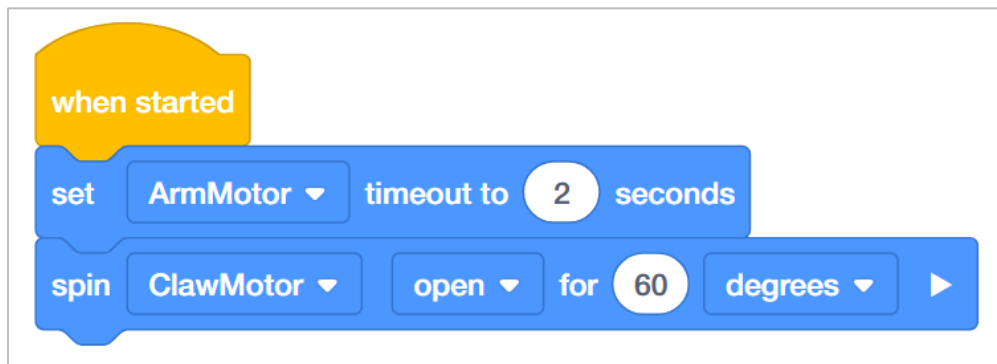 when started
set ArmMotor timeout to 2 seconds
spin ClawMotor open for 60 degrees